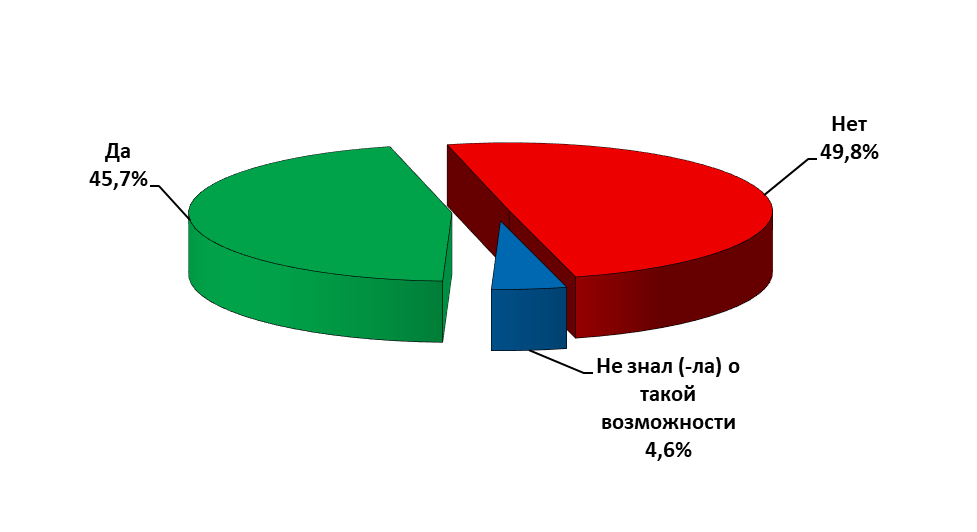 Да
45,7%
Нет
49,8%
Не знал (-ла) о
такой
возможности
4,6%